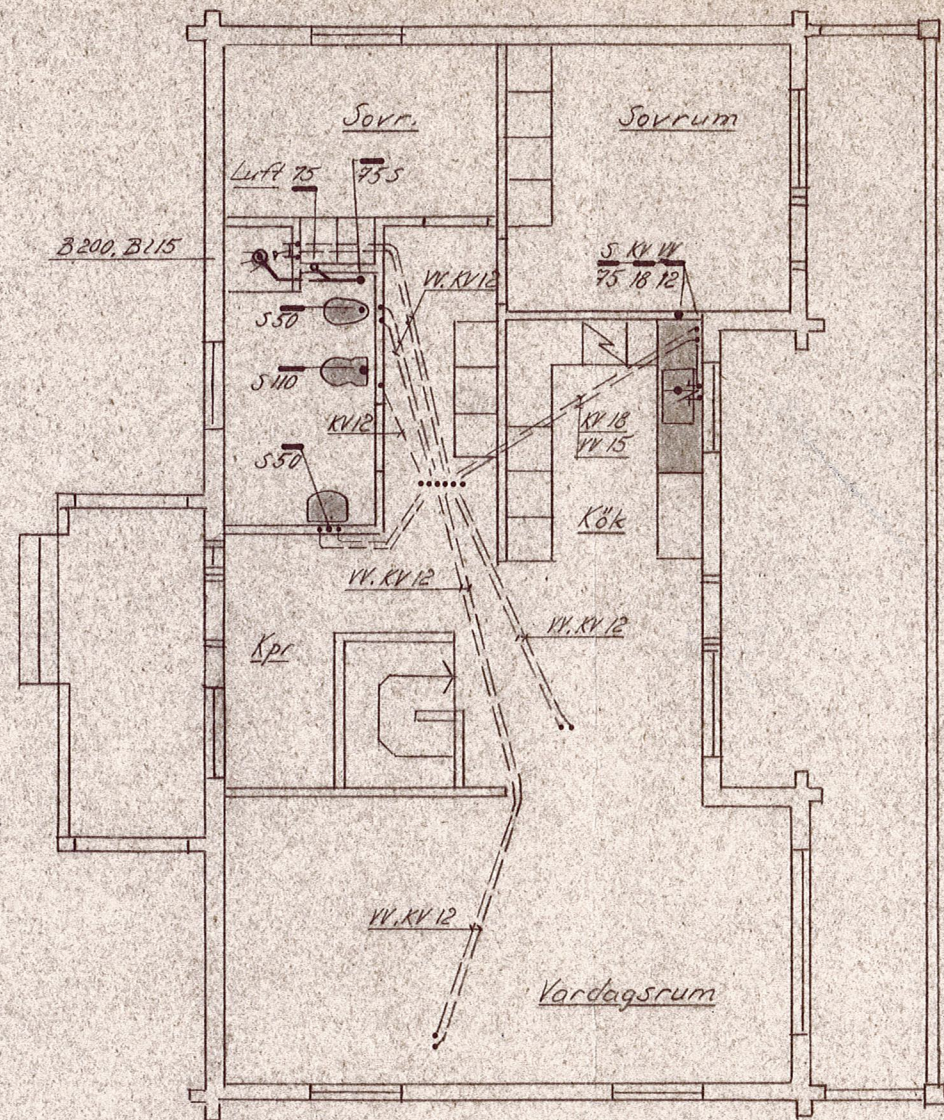 Sovr.
Sovrum
Luft 75
75 S
B200, B115
S KV VV
75 18 12
VV. KV 12
S 50
S 110
KV 12
KV 18
VV 15
S 50
Kök
VV. KV 12
VV. KV 12
Kpr
VV. KV 12
Vardagsrum